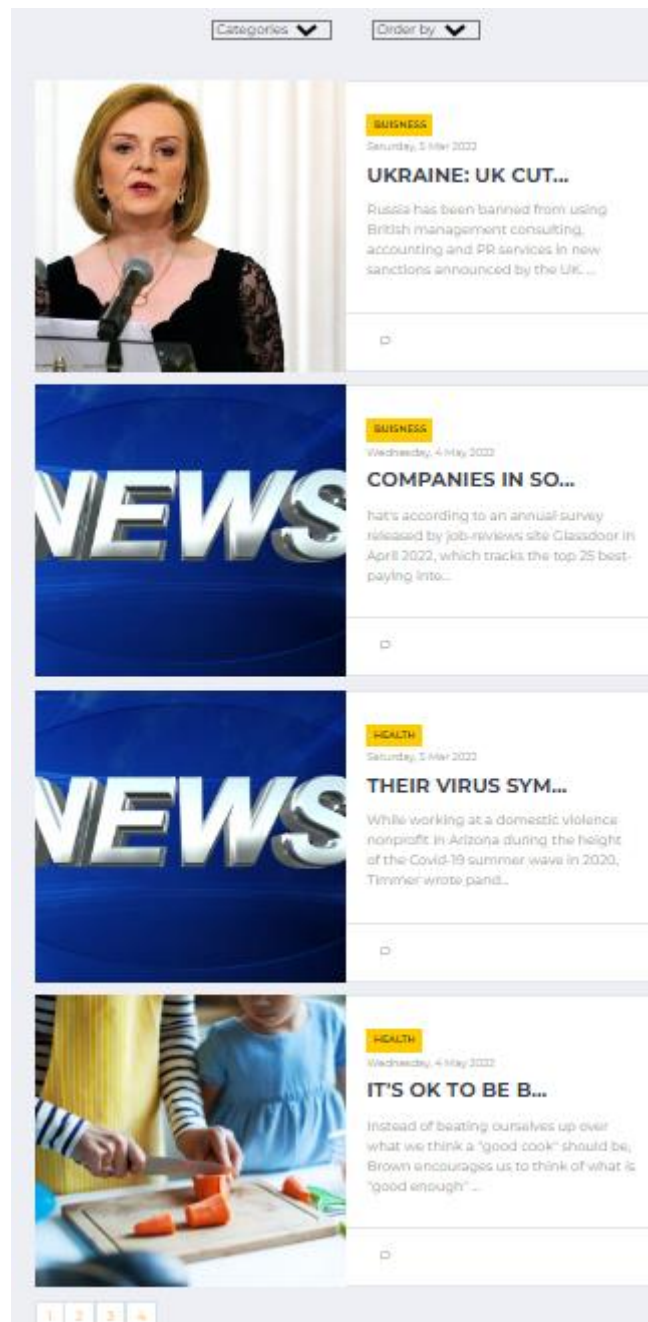 Categories
Order by
BUISNESS
Saturday, 5 Mar 2022
UKRAINE: UK CUT...
Russia has been banned from using
British management consulting,
accounting and PR services in new
sanctions announced by the UK. ...
NEWS
BUISNESS
Wednesday, 4 May 2022
COMPANIES IN SO...
hat's according to an annual survey
released by job-reviews site Glassdoor in
April 2022, which tracks the top 25 best-
paying inte...
NEWS
HEALTH
Saturday, 5 Mar 2022
THEIR VIRUS SYM...
While working at a domestic violence
nonprofit in Arizona during the height
of the Covid-19 summer wave in 2020,
Timmer wrote pand...
HEALTH
Wednesday, 4 May 2022
IT'S OK TO BE B...
Instead of beating ourselves up over
what we think a "good cook" should be,
Brown encourages us to think of what is
"good enough" ...
1 2 3 4